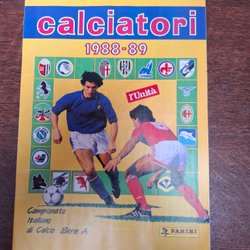 calciatori
1988-89
l'Unità
Campionato
Italiano
di Calcio Serie A
PANINI